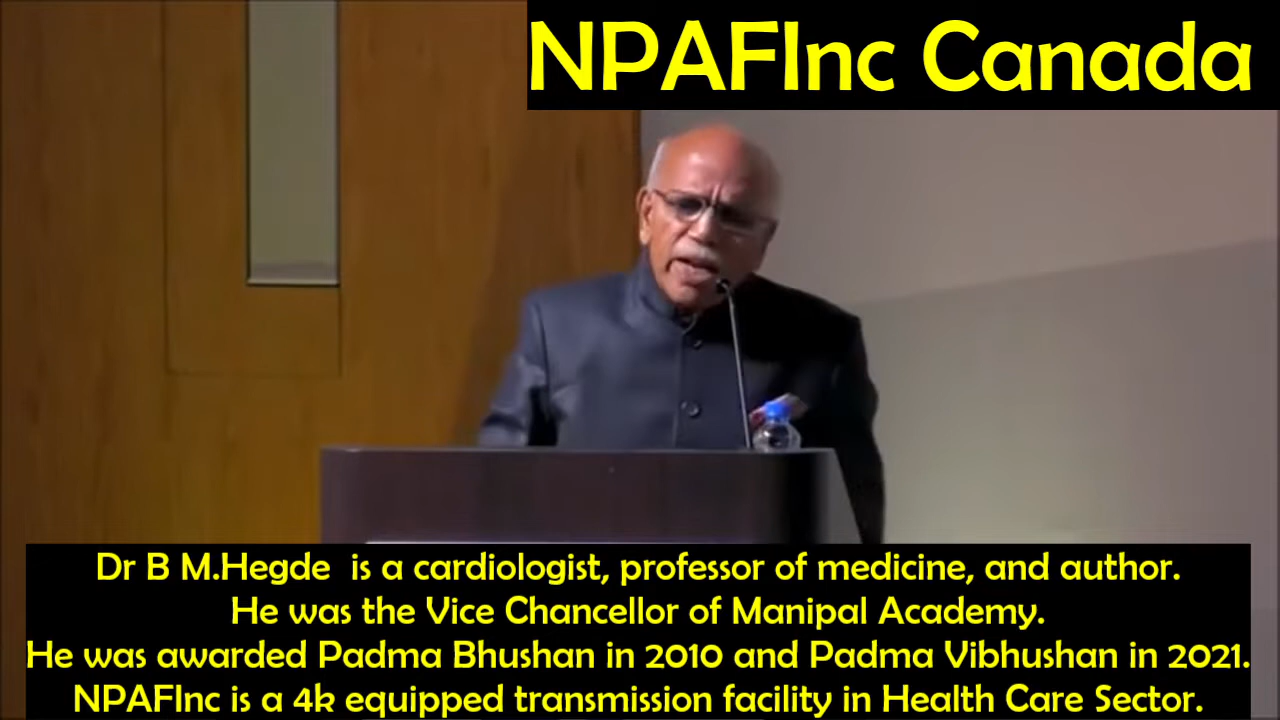 NPAFInc Canada
Dr B M.Hegde is a cardiologist, professor of medicine, and author.
He was the Vice Chancellor of Manipal Academy.
He was awarded Padma Bhushan in 2010 and Padma Vibhushan in 2021.
NPAFInc is a 4k equipped transmission facility in Health Care Sector.